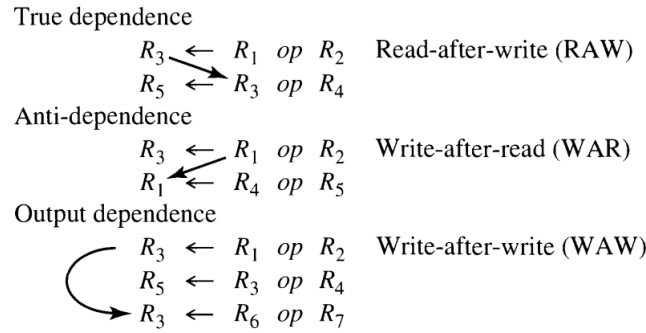 True dependence
R₃ ← R₁ op R₂ Read-after-write (RAW)
R₅ ← R₃ op R₄
Anti-dependence
R₃ ← R₁ op R₂ Write-after-read (WAR)
R₁ ← R₄ op R₅
Output dependence
R₃ ← R₁ op R₂ Write-after-write (WAW)
R₅ ← R₃ op R₄
R₃ ← R₆ op R₇